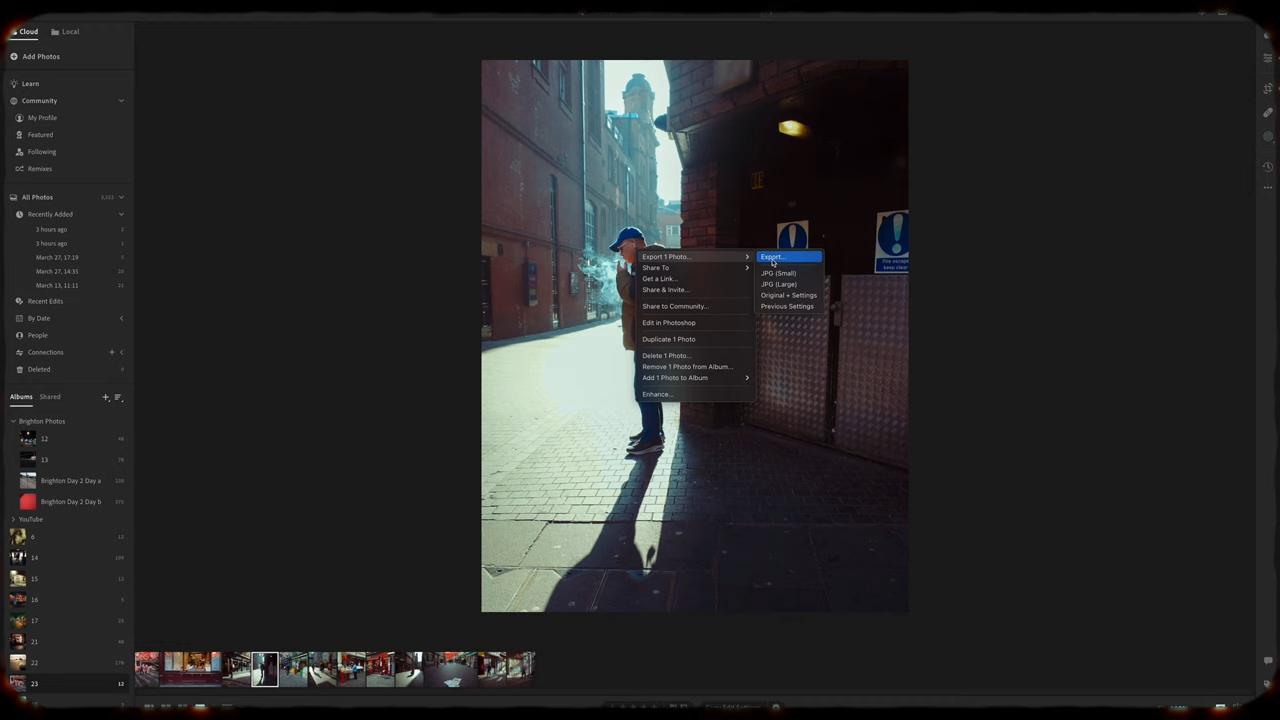 Cloud
Local
Add Photos
Learn
Community
My Profile
Featured
Following
Remixes
All Photos
Recently Added
3 hours ago
3 hours ago
March 27, 17:19
March 27, 14:35
March 13, 11:11
Recent Edits
By Date
People
Connections
Deleted
Albums
Shared
Brighton Photos
12
13
Brighton Day 2 Day a
Brighton Day 2 Day b
YouTube
6
14
15
16
17
21
22
23 12
Export 1 Photo...
Share To
Get a Link...
Share & Invite...
Share to Community...
Edit in Photoshop
Duplicate 1 Photo
Delete 1 Photo...
Remove 1 Photo from Album...
Add 1 Photo to Album
Enhance...
Export...
JPG (Small)
JPG (Large)
Original + Settings
Previous Settings
Fire escape
keep clear